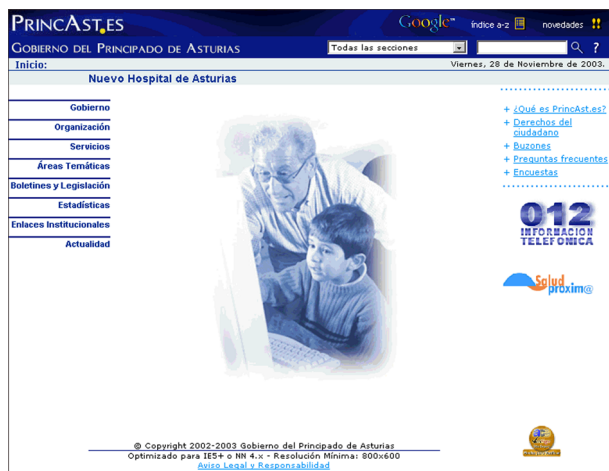 PRINCAST.ES
Google™
índice a-z
novedades
GOBIERNO DEL PRINCIPADO DE ASTURIAS
Todas las secciones
?
Inicio:
Viernes, 28 de Noviembre de 2003.
Nuevo Hospital de Asturias
Gobierno
Organización
Servicios
Áreas Temáticas
Boletines y Legislación
Estadísticas
Enlaces Institucionales
Actualidad
+ ¿Qué es PrincAst.es?
+ Derechos del
ciudadano
+ Buzones
+ Preguntas frecuentes
+ Encuestas
012
INFORMACION
TELEFONICA
Salud
proxim@
© Copyright 2002-2003 Gobierno del Principado de Asturias
Optimizado para IE5+ o NN 4.x - Resolución Mínima: 800x600
Aviso Legal y Responsabilidad